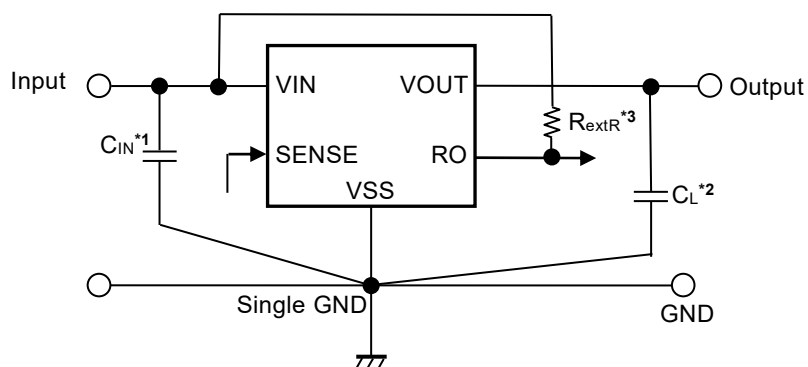 Input
VIN
VOUT
Output
CIN*1
RextR*3
SENSE
RO
VSS
CL*2
Single GND
GND